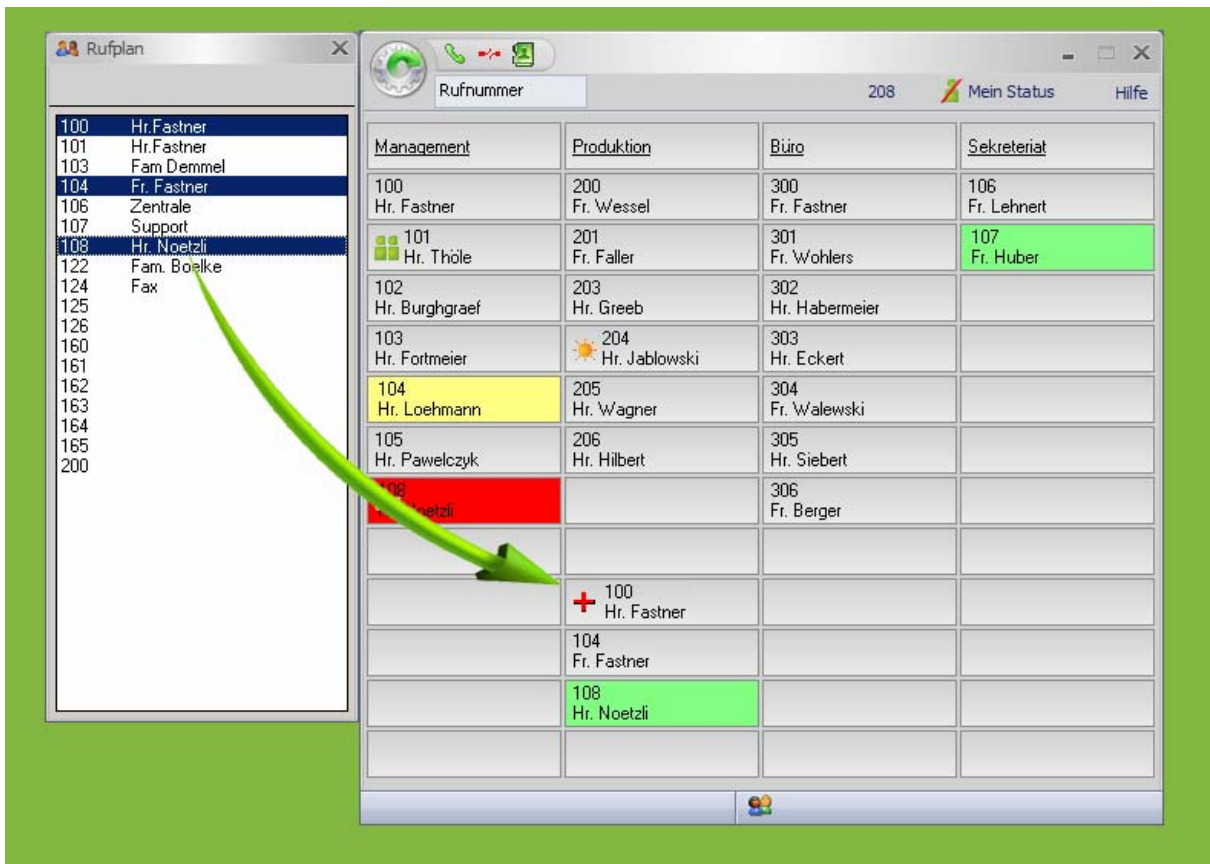 Rufplan
100 Hr.Fastner
101 Hr.Fastner
103 Fam Demmel
104 Fr. Fastner
106 Zentrale
107 Support
108 Hr. Noetzli
122 Fam. Boelke
124 Fax
125
126
160
161
162
163
164
165
200
Rufnummer 208 Mein Status Hilfe
Management Produktion Büro Sekreteriat
100 200 300 106
Hr. Fastner Fr. Wessel Fr. Fastner Fr. Lehnert
101 201 301 107
Hr. Thöle Fr. Faller Fr. Wohlers Fr. Huber
102 203 302
Hr. Burghgraef Hr. Greeb Hr. Habermeier
103 204 303
Hr. Fortmeier Hr. Jablowski Hr. Eckert
104 205 304
Hr. Loehmann Hr. Wagner Fr. Walewski
105 206 305
Hr. Pawelczyk Hr. Hilbert Hr. Siebert
108 306
Fr. Berger
100
Hr. Fastner
104
Fr. Fastner
108
Hr. Noetzli